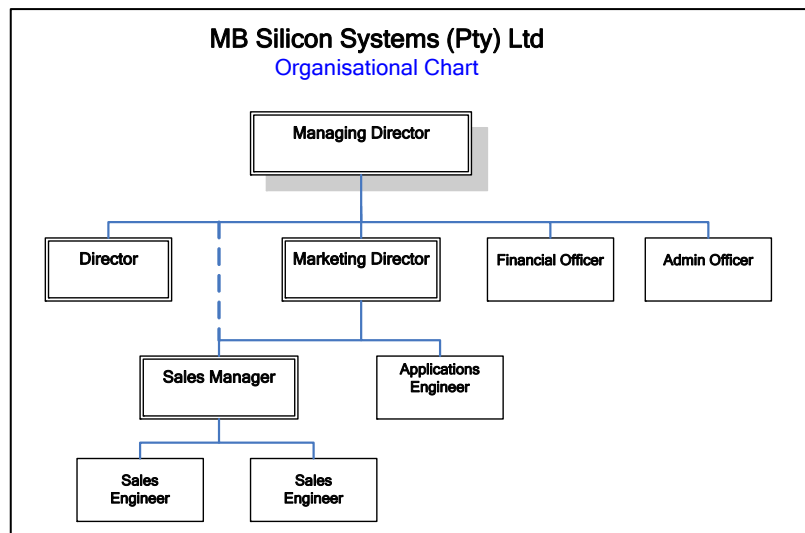 MB Silicon Systems (Pty) Ltd
Organisational Chart
Managing Director
Director
Marketing Director
Financial Officer
Admin Officer
Sales Manager
Applications
Engineer
Sales
Engineer
Sales
Engineer